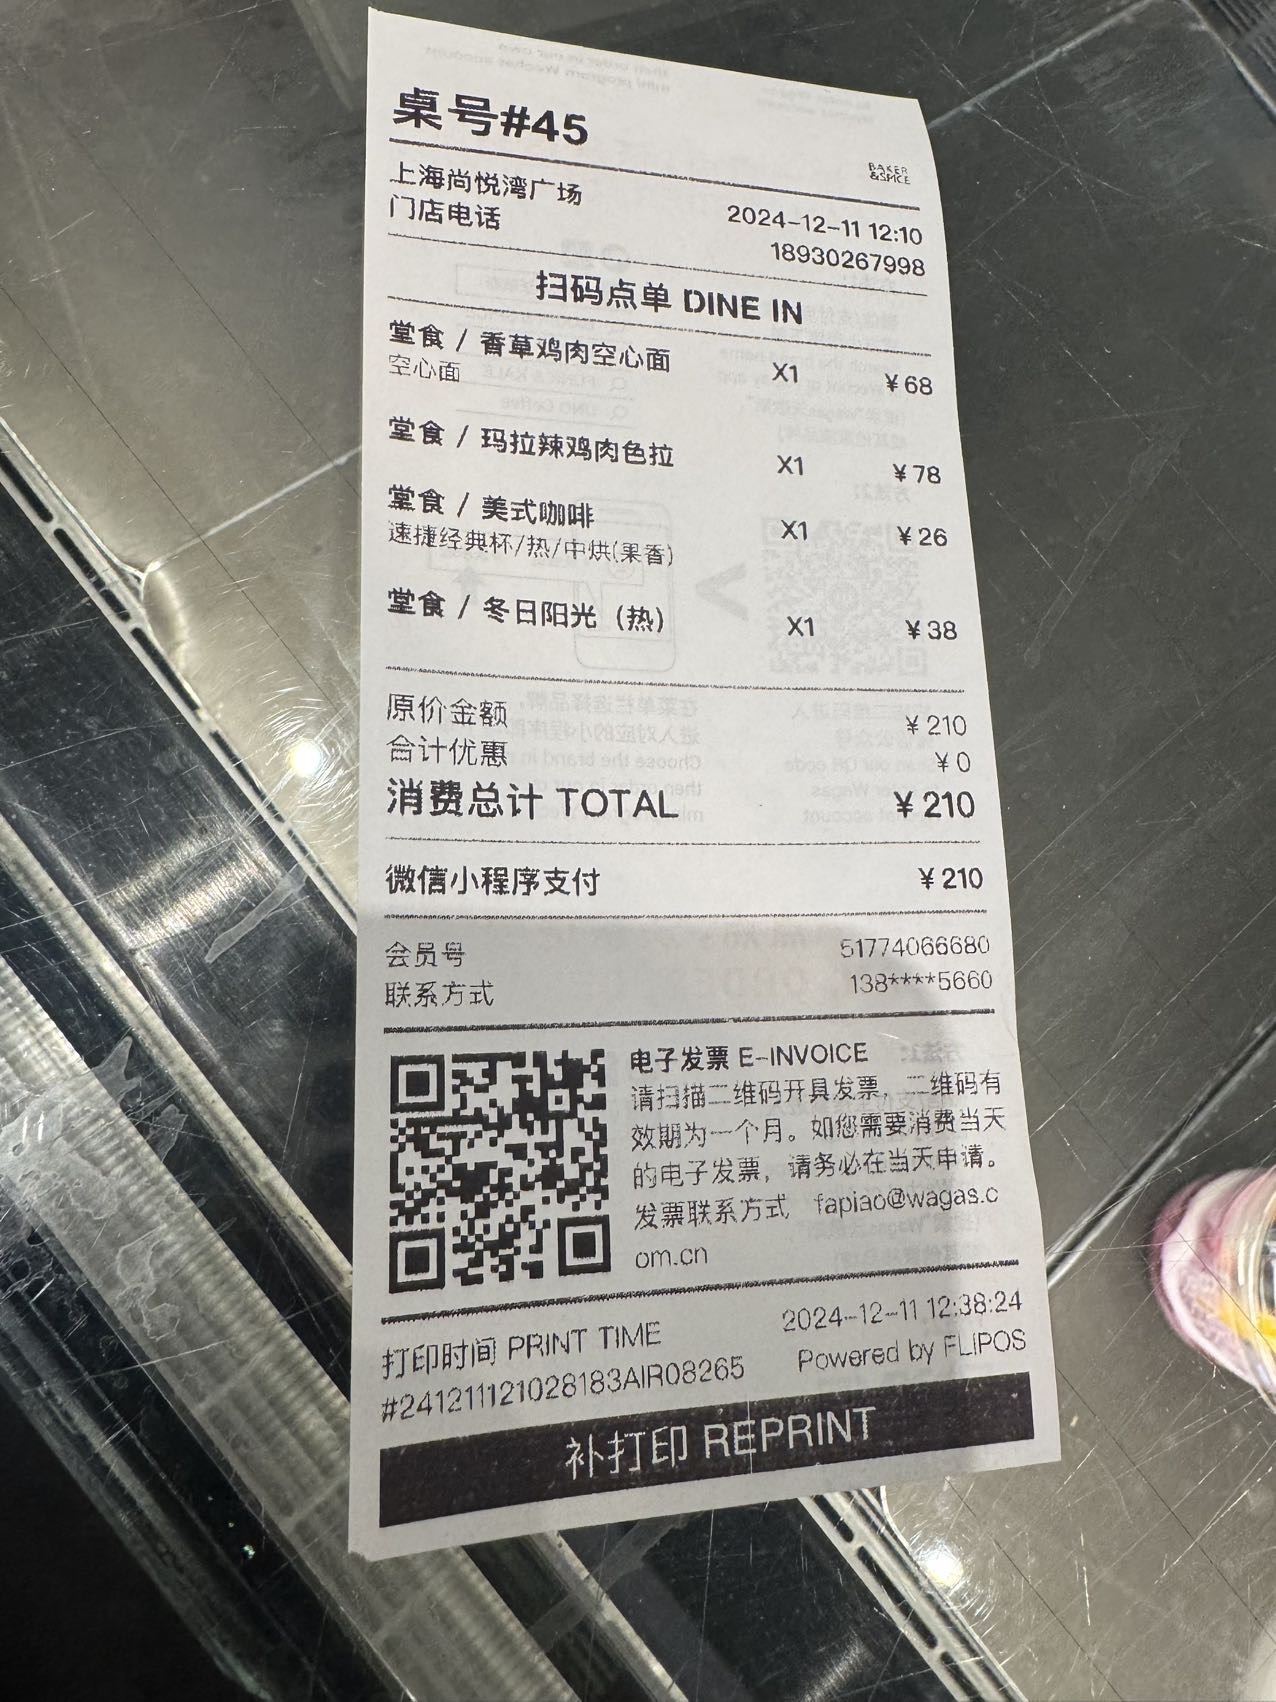 桌号#45
BAKER
&SPICE
上海尚悦湾广场 2024-12-11 12:10
门店电话 18930267998
扫码点单 DINE IN
堂食 / 香草鸡肉空心面 X1 ¥68
空心面
堂食 / 玛拉辣鸡肉色拉 X1 ¥78
堂食 / 美式咖啡 X1 ¥26
速捷经典杯/热/中烘(果香)
堂食 / 冬日阳光（热） X1 ¥38
原价金额 ¥210
合计优惠 ¥0
消费总计 TOTAL ¥210
微信小程序支付 ¥210
会员号 51774066680
联系方式 138****5660
电子发票 E-INVOICE
请扫描二维码开具发票，二维码有
效期为一个月。如您需要消费当天
的电子发票，请务必在当天申请。
发票联系方式 fapiao@wagas.c
om.cn
打印时间 PRINT TIME 2024-12-11 12:38:24
#241211121028183AIR08265 Powered by FLIPOS
补打印 REPRINT